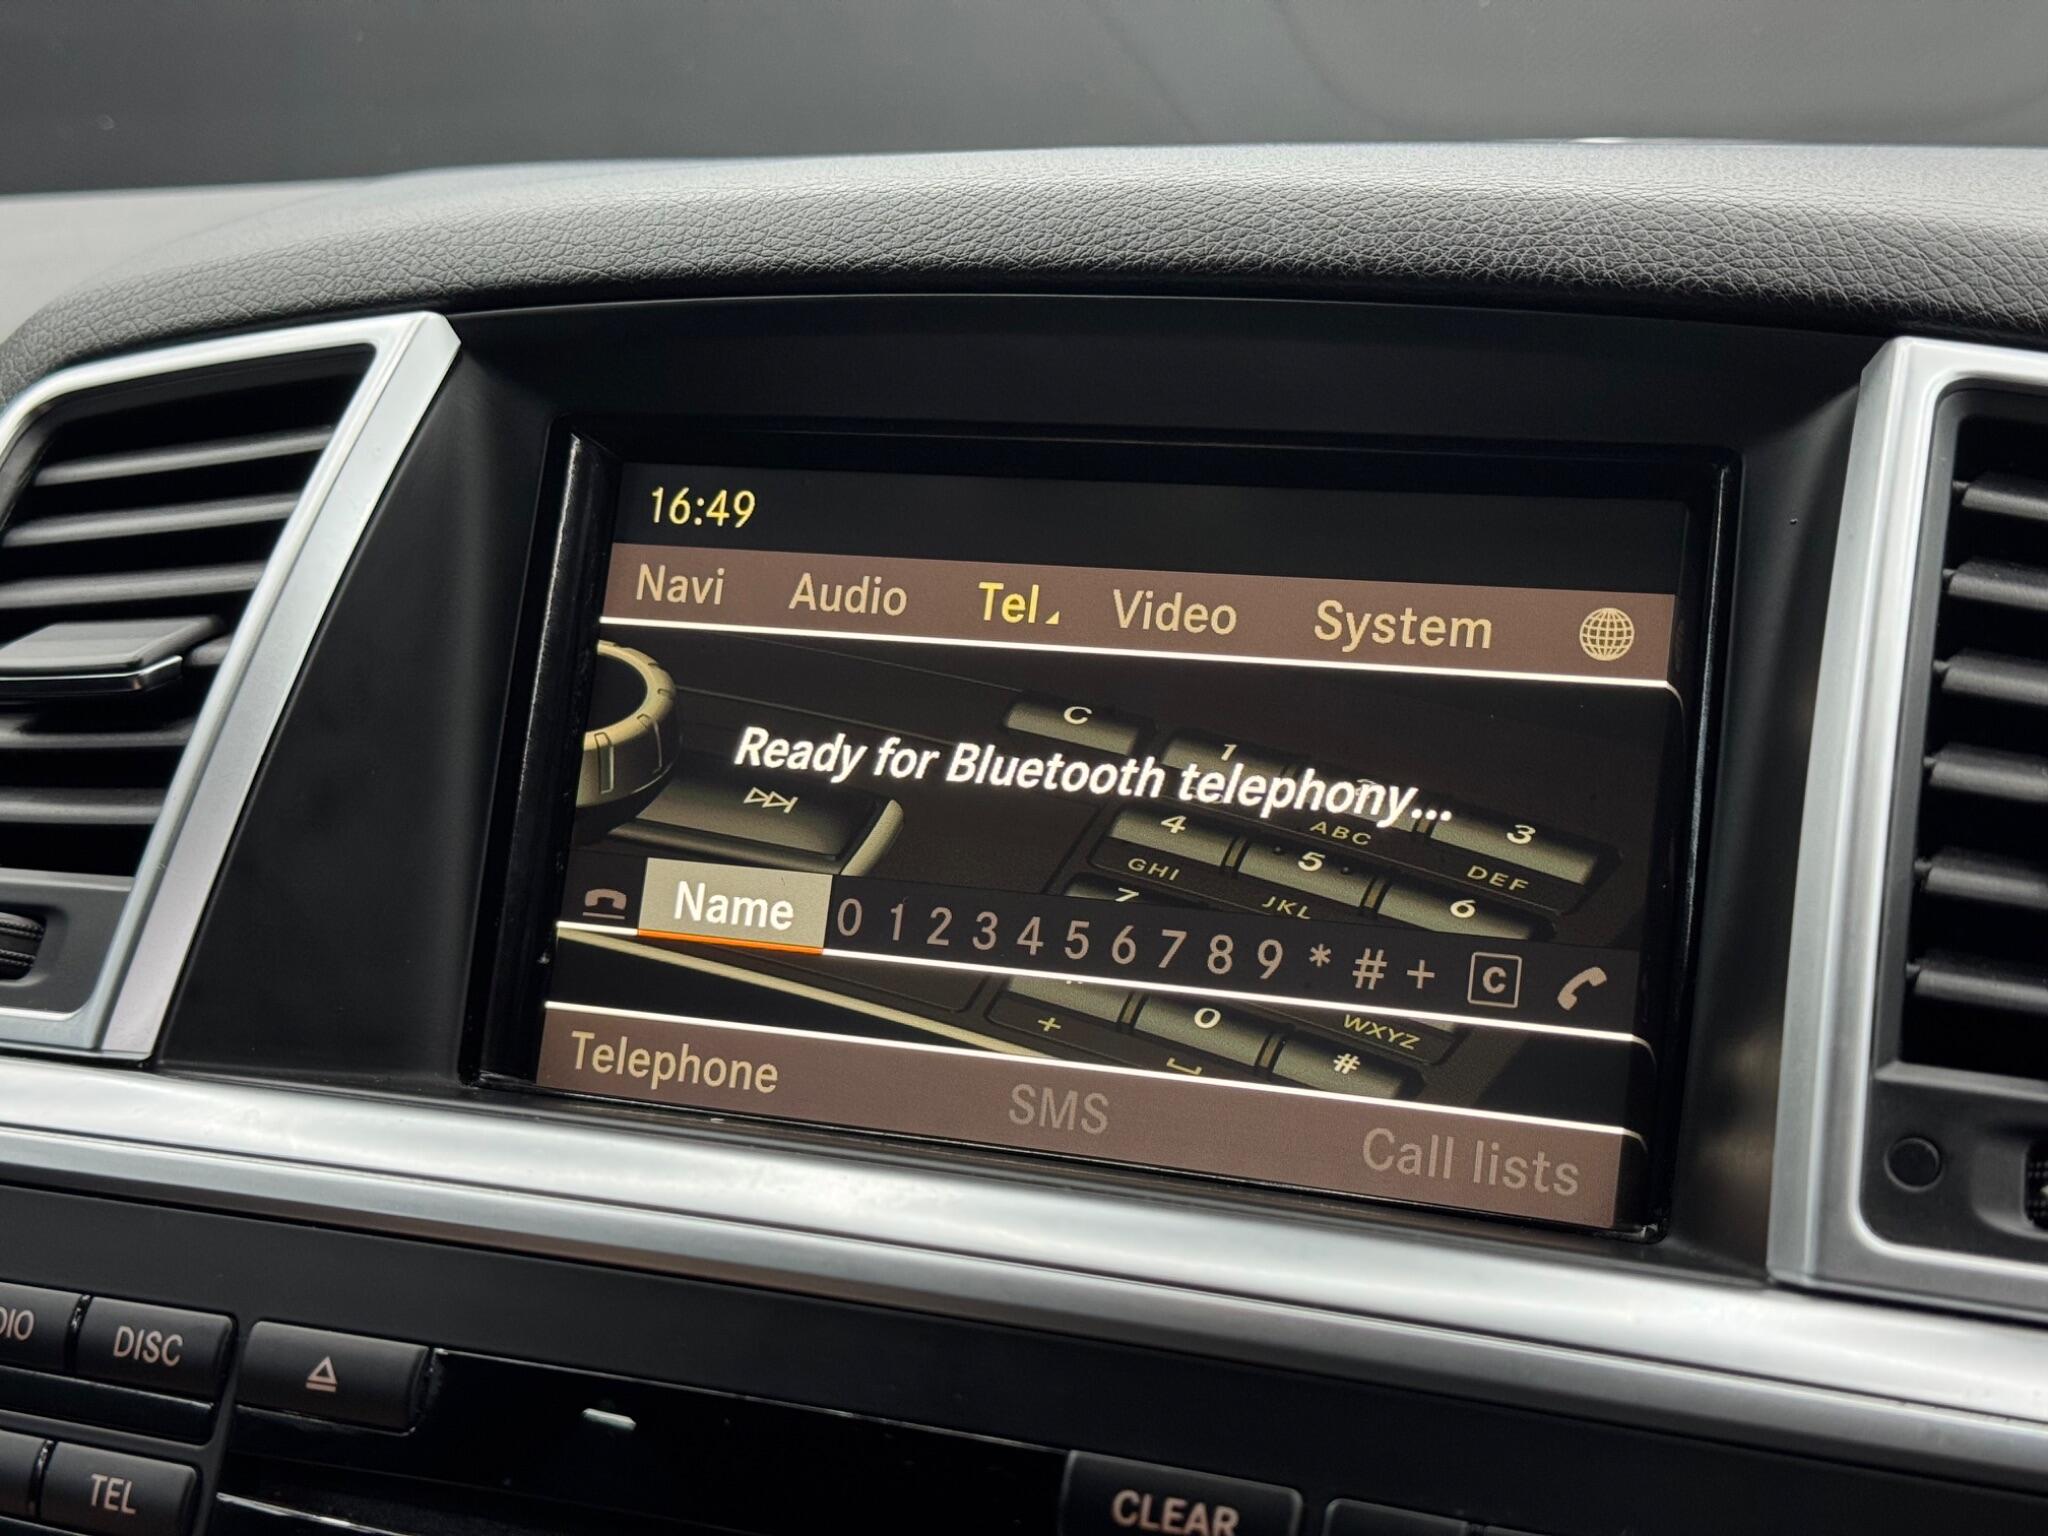 16:49
Navi Audio Tel Video System
C
Ready for Bluetooth telephony...
1
4 ABC 3
GHI 5 DEF
7 JKL 6
Name 0 1 2 3 4 5 6 7 8 9 * # + C
+ 0 WXYZ
#
Telephone SMS Call lists
DISC
TEL
CLEAR